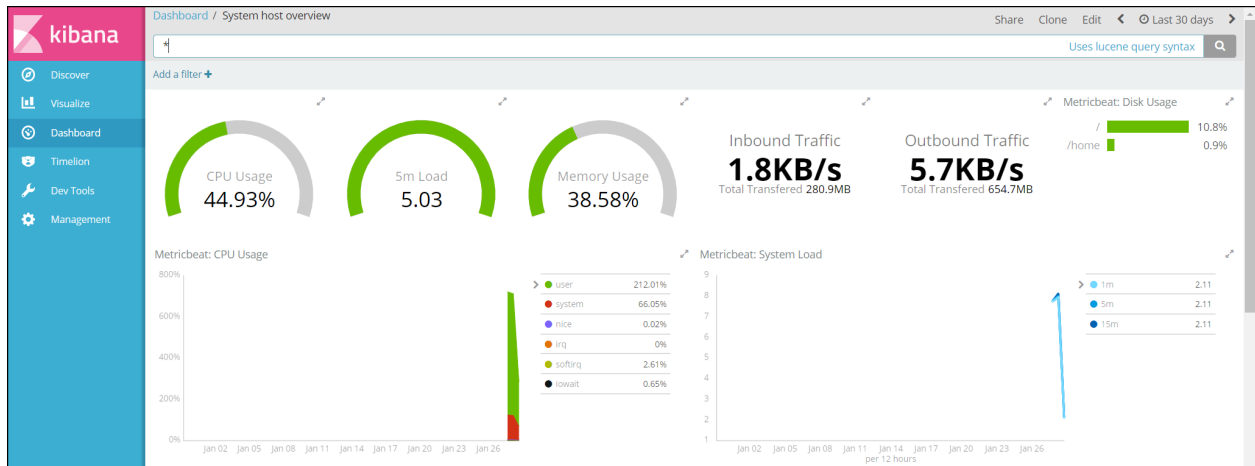 kibana
Discover
Visualize
Dashboard
Timelion
Dev Tools
Management
Dashboard / System host overview
Share Clone Edit Last 30 days
*
Uses lucene query syntax
Add a filter +
CPU Usage
44.93%
5m Load
5.03
Memory Usage
38.58%
Inbound Traffic
1.8KB/s
Total Transfered 280.9MB
Outbound Traffic
5.7KB/s
Total Transfered 654.7MB
Metricbeat: Disk Usage
/ 10.8%
/home 0.9%
Metricbeat: CPU Usage
800%
600%
400%
200%
0%
Jan 02 Jan 05 Jan 08 Jan 11 Jan 14 Jan 17 Jan 20 Jan 23 Jan 26
user 212.01%
system 66.05%
nice 0.02%
irq 0%
softirq 2.61%
iowait 0.65%
Metricbeat: System Load
9
8
7
6
5
4
3
2
1
Jan 02 Jan 05 Jan 08 Jan 11 Jan 14 Jan 17 Jan 20 Jan 23 Jan 26
per 12 hours
1m 2.11
5m 2.11
15m 2.11